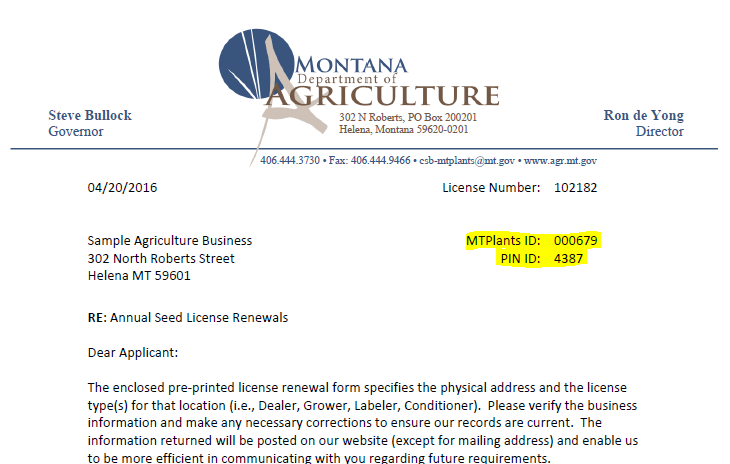 MONTANA
Department of
AGRICULTURE
302 N Roberts, PO Box 200201
Helena, Montana 59620-0201
Steve Bullock
Governor
Ron de Yong
Director
406.444.3730 • Fax: 406.444.9466 • csb-mtplants@mt.gov • www.agr.mt.gov
04/20/2016 License Number: 102182
Sample Agriculture Business MTPlants ID: 000679
302 North Roberts Street PIN ID: 4387
Helena MT 59601
RE: Annual Seed License Renewals
Dear Applicant:
The enclosed pre-printed license renewal form specifies the physical address and the license
type(s) for that location (i.e., Dealer, Grower, Labeler, Conditioner). Please verify the business
information and make any necessary corrections to ensure our records are current. The
information returned will be posted on our website (except for mailing address) and enable us
to be more efficient in communicating with you regarding future requirements.